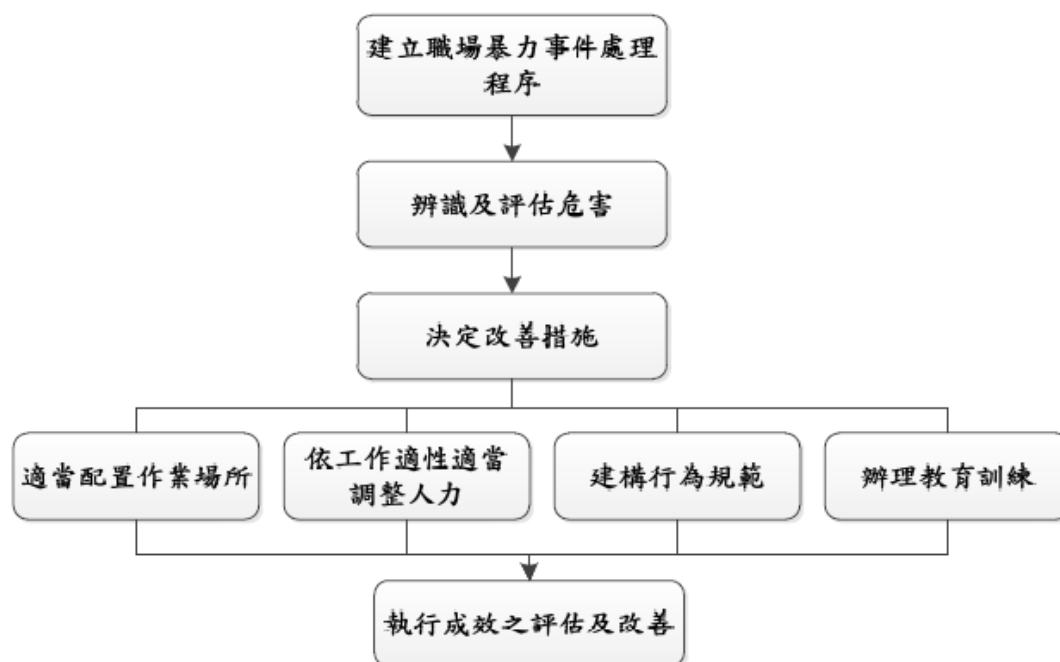 建立職場暴力事件處理
程序
辨識及評估危害
決定改善措施
適當配置作業場所
依工作適性適當
調整人力
建構行為規範
辦理教育訓練
執行成效之評估及改善